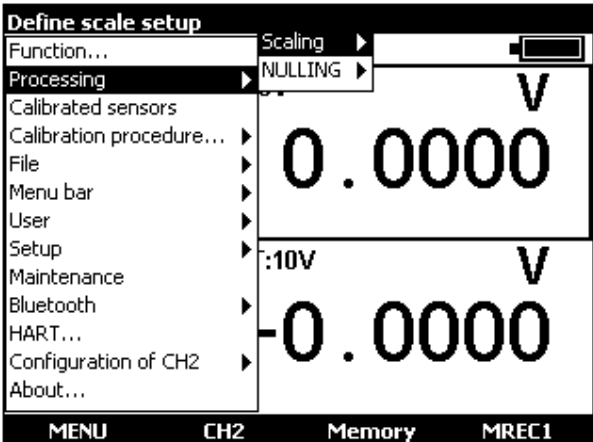 Define scale setup
Function...
Processing
Calibrated sensors
Calibration procedure...
File
Menu bar
User
Setup
Maintenance
Bluetooth
HART...
Configuration of CH2
About...
Scaling
NULLING
V
0.0000
:10V
V
-0.0000
MENU CH2 Memory MREC1